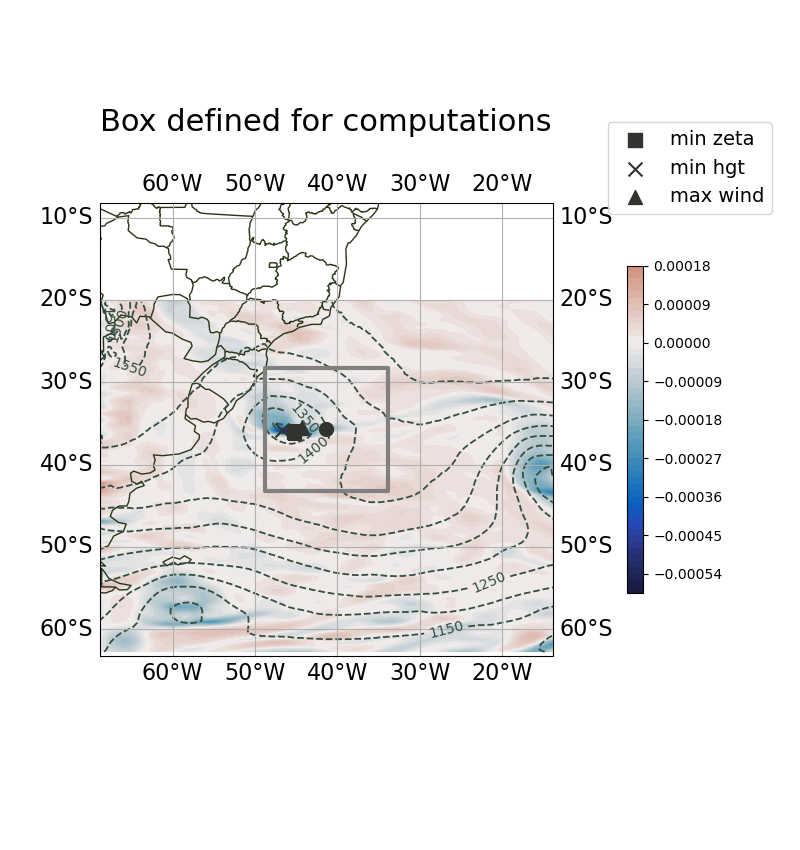 Box defined for computations
min zeta
min hgt
max wind
60°W 50°W 40°W 30°W 20°W
10°S 10°S
20°S 20°S
30°S 30°S
40°S 40°S
50°S 50°S
60°S 60°S
60°W 50°W 40°W 30°W 20°W
1550
1350
1400
1250
1150
0.00018
0.00009
0.00000
−0.00009
−0.00018
−0.00027
−0.00036
−0.00045
−0.00054